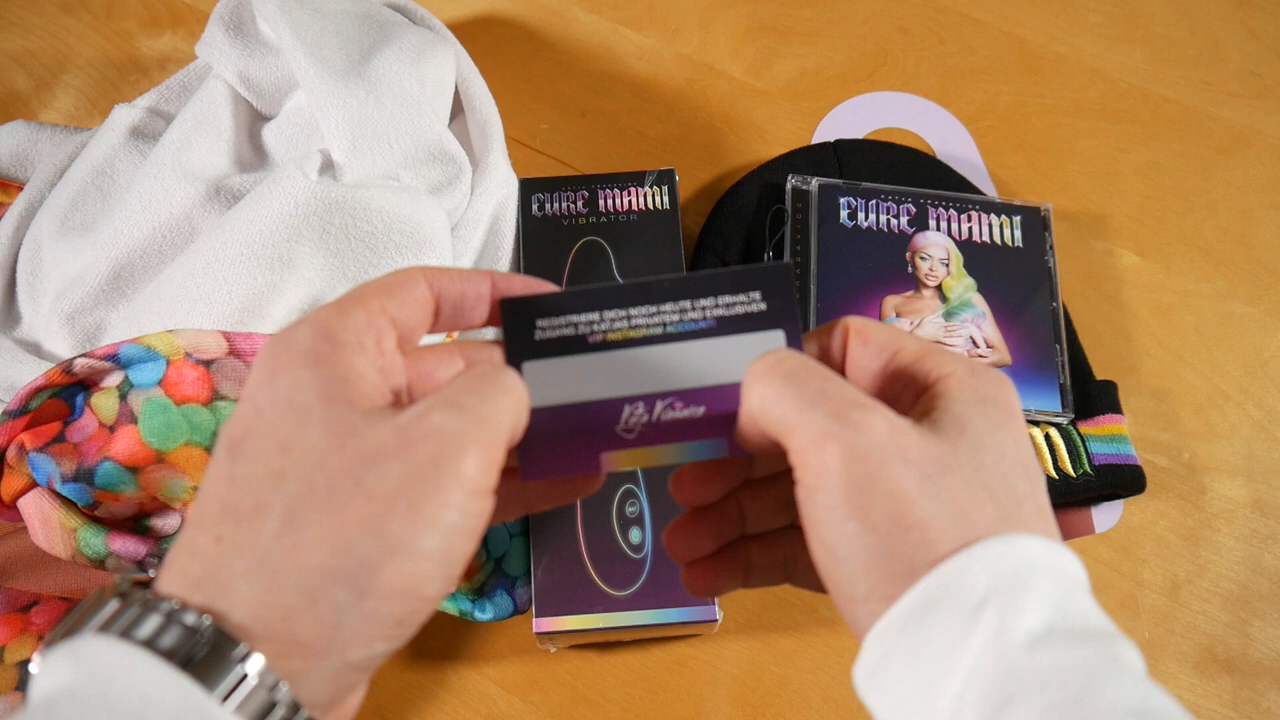 KATJA KRASAVICE
EURE MAMI
VIBRATOR
KATJA KRASAVICE
EURE MAMI
REGISTRIERE DICH NOCH HEUTE UND ERHALTE
ZUGANG ZU KATJAS PRIVATEM UND EXKLUSIVEN
VIP INSTAGRAM ACCOUNT!